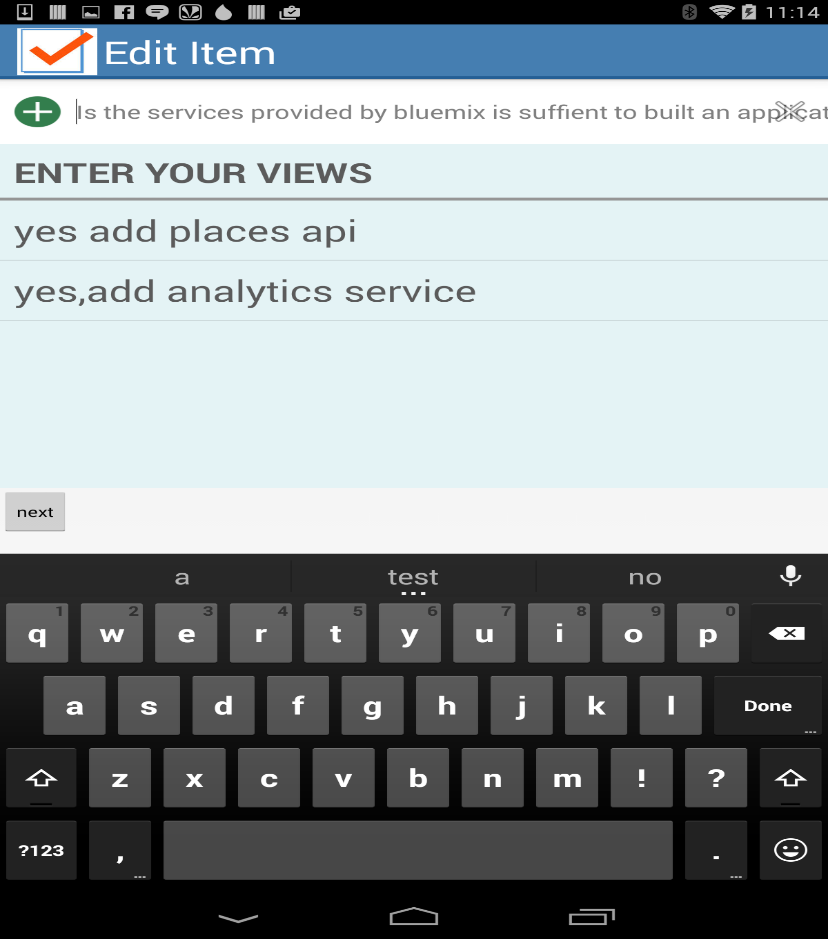 11:14
Edit Item
Is the services provided by bluemix is suffient to built an applicat
ENTER YOUR VIEWS
yes add places api
yes,add analytics service
next
a test no
1 2 3 4 5 6 7 8 9 0
q w e r t y u i o p
a s d f g h j k l Done
z x c v b n m ! ?
?123 , .